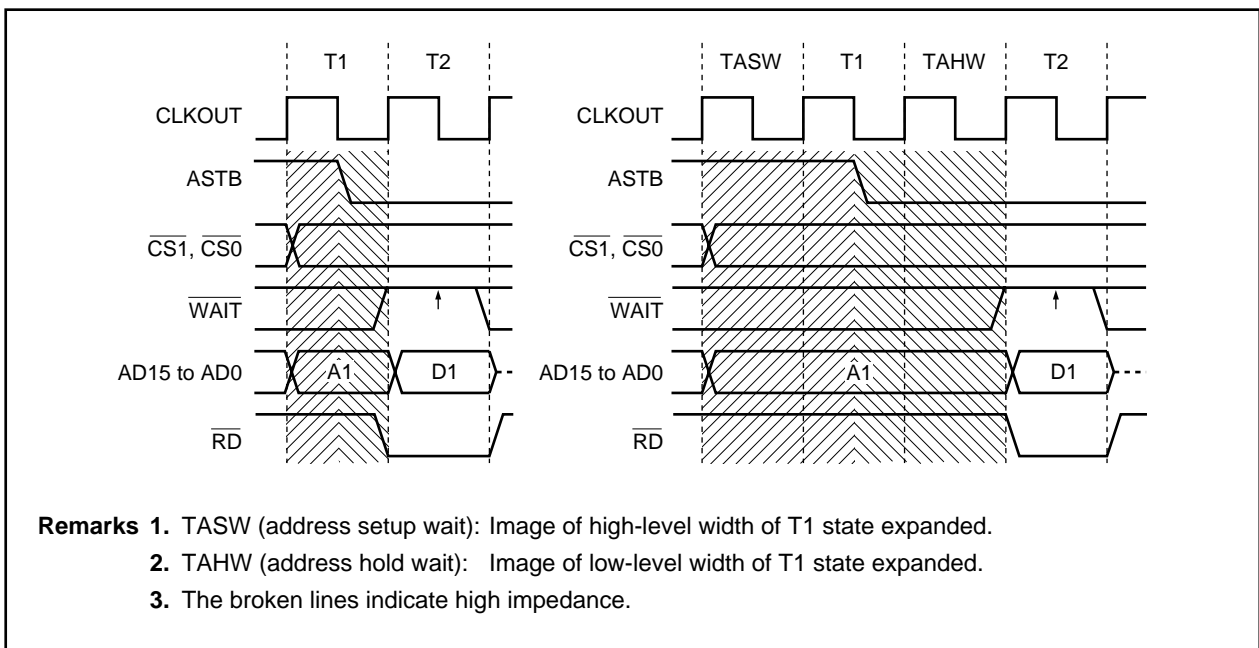 T1 T2
CLKOUT
ASTB
CS1, CS0
WAIT
AD15 to AD0 A1 D1
RD
TASW T1 TAHW T2
CLKOUT
ASTB
CS1, CS0
WAIT
AD15 to AD0 A1 D1
RD
Remarks 1. TASW (address setup wait): Image of high-level width of T1 state expanded.
2. TAHW (address hold wait): Image of low-level width of T1 state expanded.
3. The broken lines indicate high impedance.